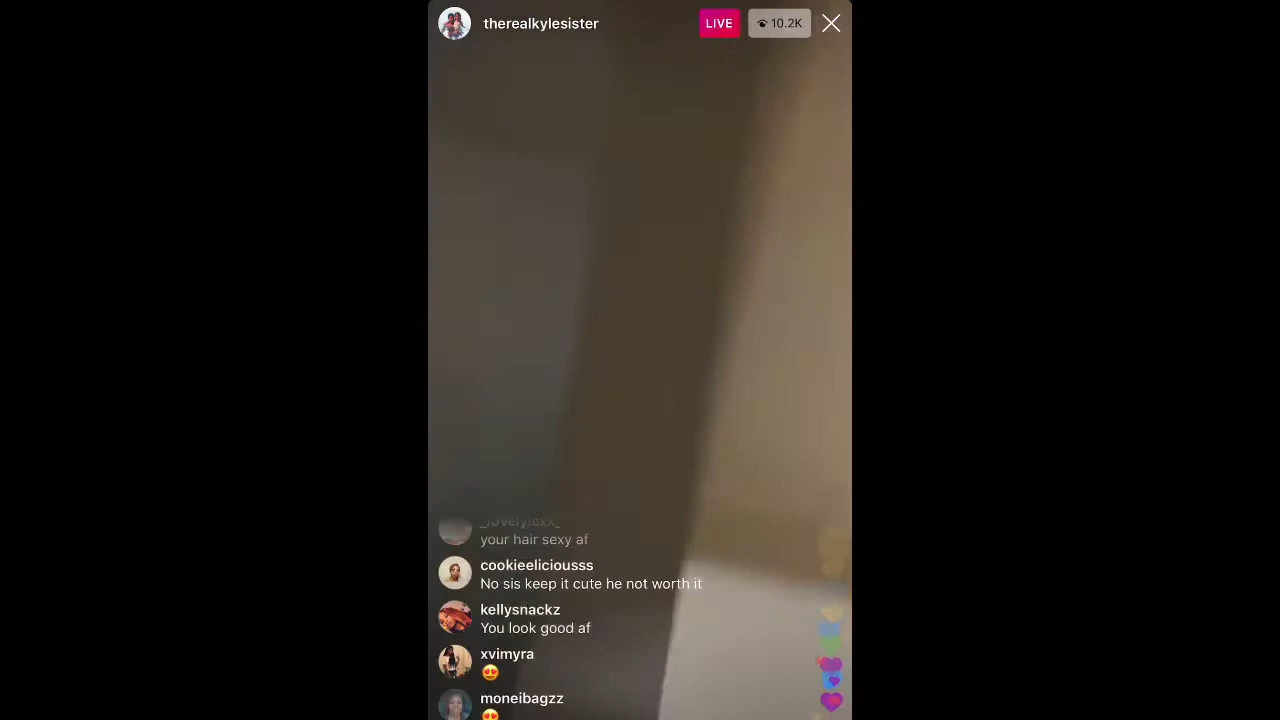 therealkylesister
LIVE
10.2K
your hair sexy af
cookieeliciousss
No sis keep it cute he not worth it
kellysnackz
You look good af
xvimyra
😍
moneibagzz
😍